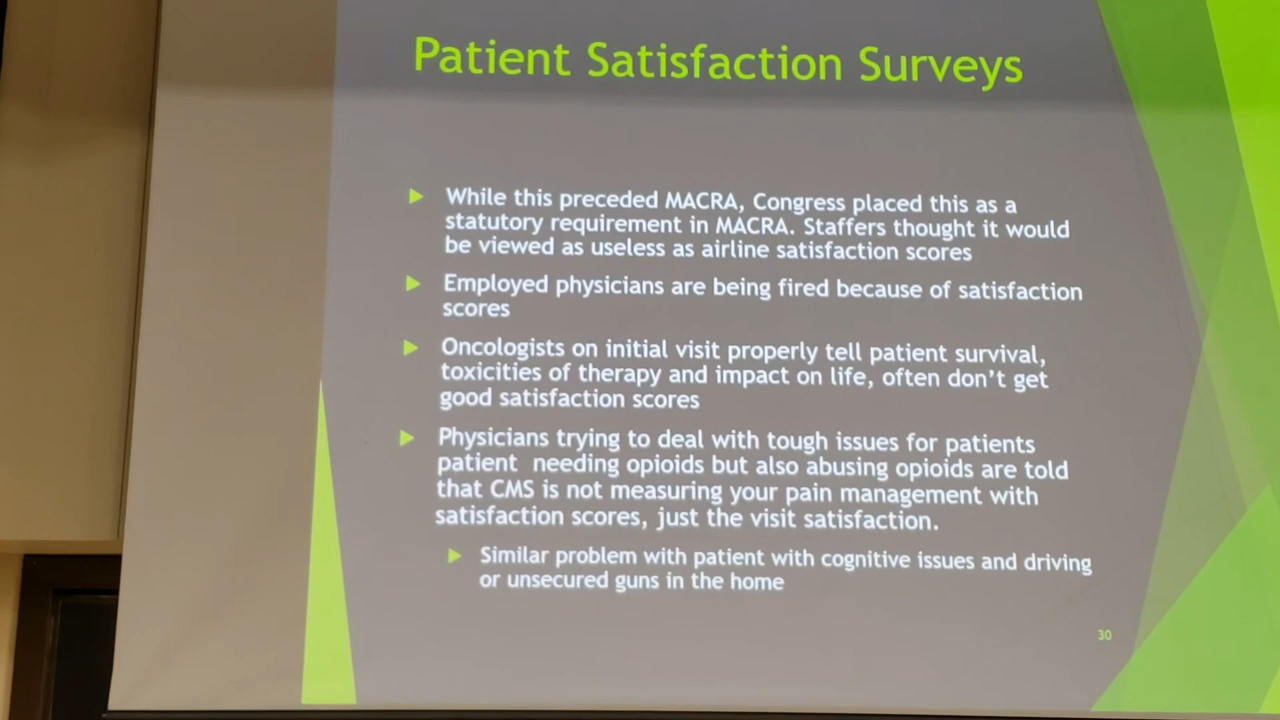 Patient Satisfaction Surveys
While this preceded MACRA, Congress placed this as a
statutory requirement in MACRA. Staffers thought it would
be viewed as useless as airline satisfaction scores
Employed physicians are being fired because of satisfaction
scores
Oncologists on initial visit properly tell patient survival,
toxicities of therapy and impact on life, often don't get
good satisfaction scores
Physicians trying to deal with tough issues for patients
patient needing opioids but also abusing opioids are told
that CMS is not measuring your pain management with
satisfaction scores, just the visit satisfaction.
Similar problem with patient with cognitive issues and driving
or unsecured guns in the home
30